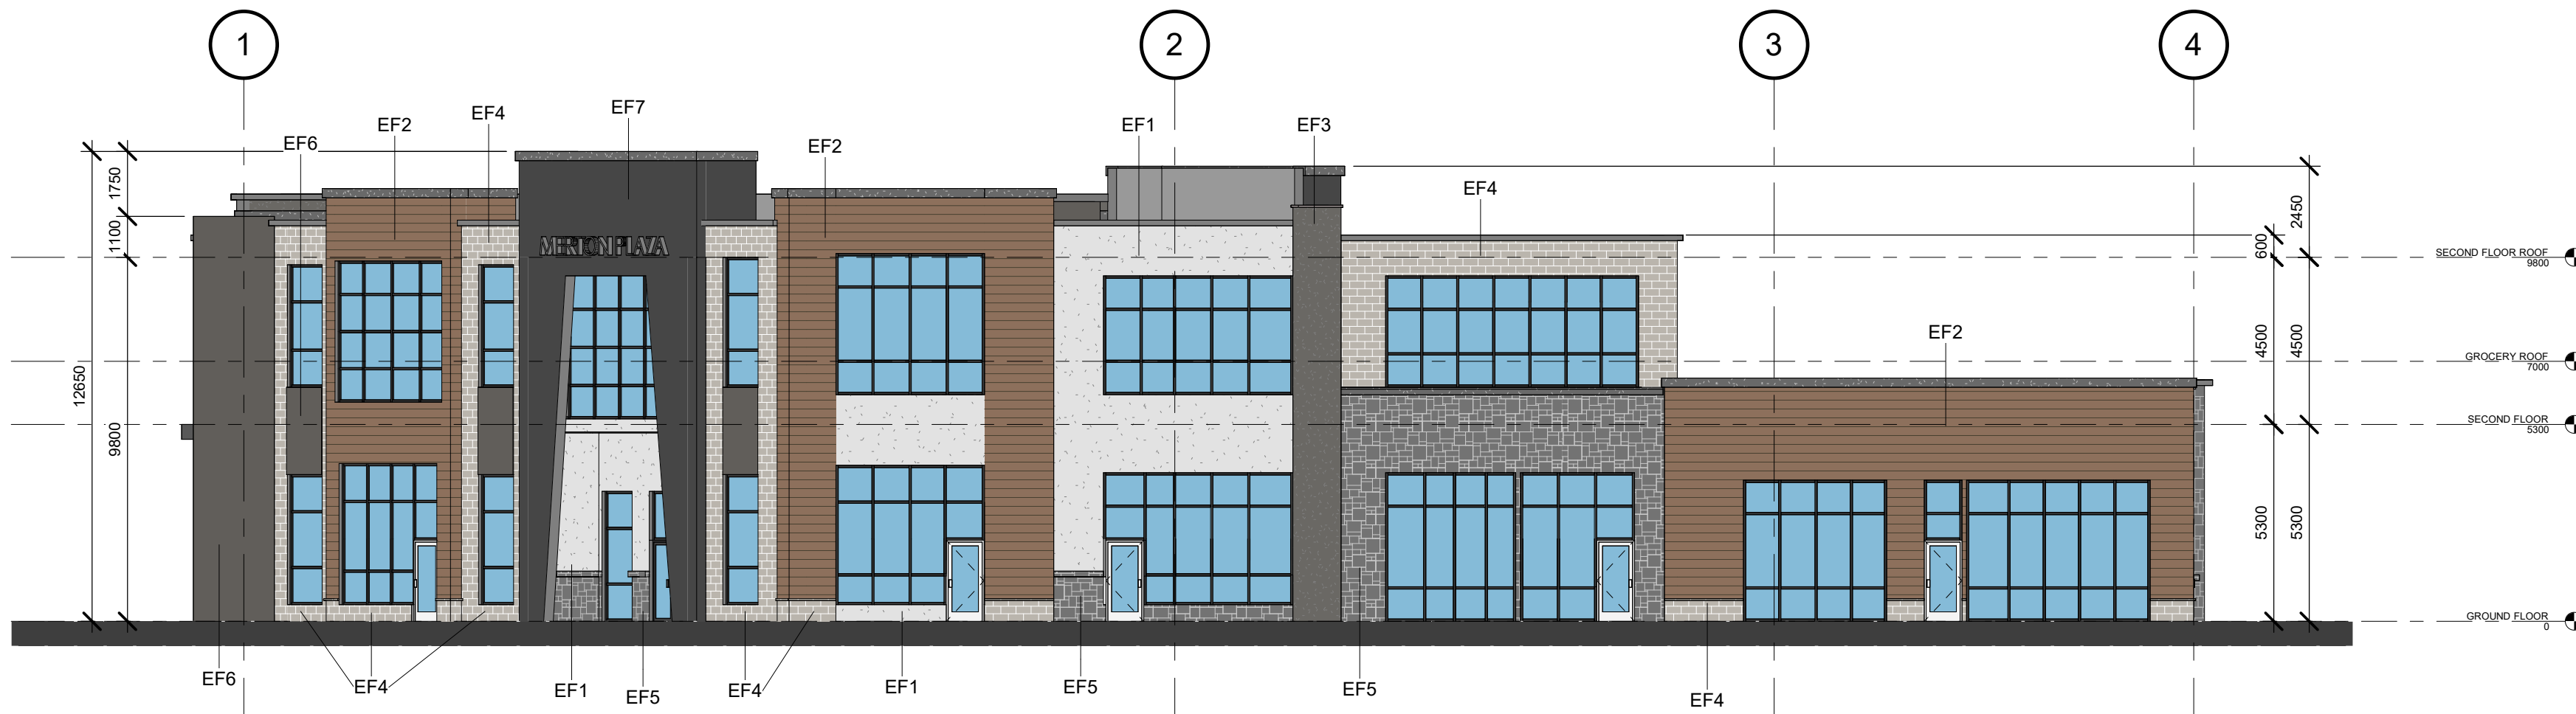 1
2
3
4
EF7
EF4
EF2
EF1
EF3
EF6
EF2
EF4
EF2
MERTON PLAZA
1750
1100
12650
9800
2450
600
4500
4500
5300
5300
SECOND FLOOR ROOF
9800
GROCERY ROOF
7000
SECOND FLOOR
5300
GROUND FLOOR
0
EF6
EF4
EF1
EF5
EF4
EF1
EF5
EF5
EF4